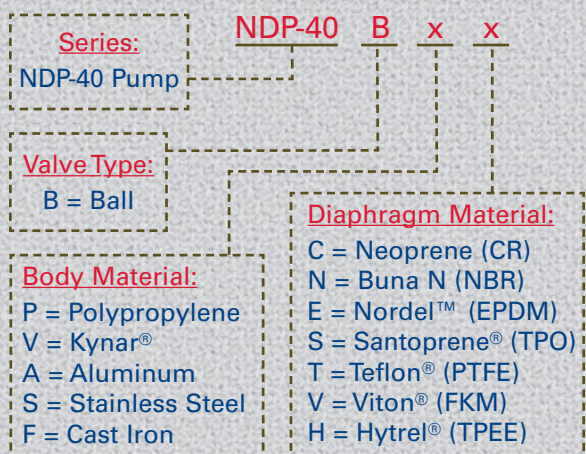 NDP-40 B x x
Series:
NDP-40 Pump
Valve Type:
B = Ball
Body Material:
P = Polypropylene
V = Kynar®
A = Aluminum
S = Stainless Steel
F = Cast Iron
Diaphragm Material:
C = Neoprene (CR)
N = Buna N (NBR)
E = Nordel™ (EPDM)
S = Santoprene® (TPO)
T = Teflon® (PTFE)
V = Viton® (FKM)
H = Hytrel® (TPEE)